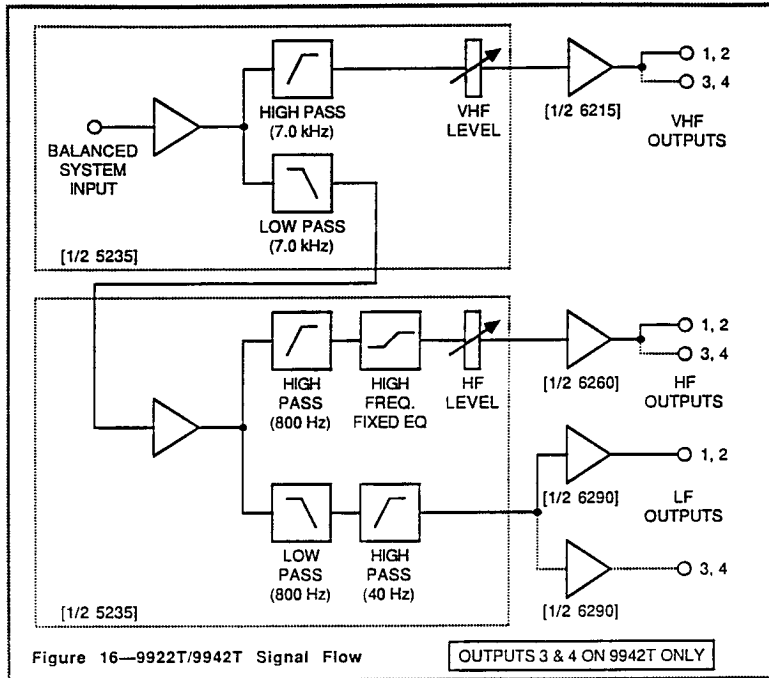 HIGH PASS
(7.0 kHz)
VHF
LEVEL
[1/2 6215]
1, 2
3, 4
VHF
OUTPUTS
BALANCED
SYSTEM
INPUT
LOW PASS
(7.0 kHz)
[1/2 5235]
HIGH
PASS
(800 Hz)
HIGH
FREQ.
FIXED EQ
HF
LEVEL
[1/2 6260]
1, 2
3, 4
HF
OUTPUTS
LOW
PASS
(800 Hz)
HIGH
PASS
(40 Hz)
[1/2 6290]
1, 2
LF
OUTPUTS
3, 4
[1/2 6290]
[1/2 5235]
Figure 16—9922T/9942T Signal Flow
OUTPUTS 3 & 4 ON 9942T ONLY